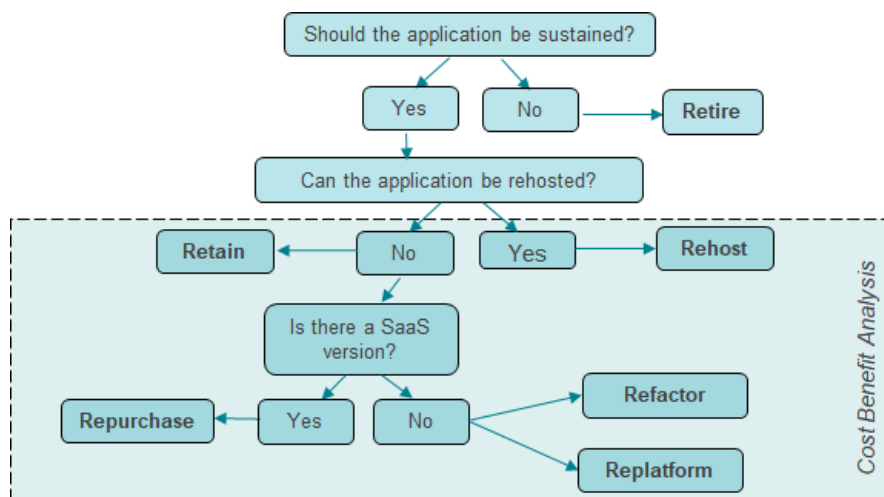 Should the application be sustained?
Yes
No
Retire
Can the application be rehosted?
Retain
No
Yes
Rehost
Is there a SaaS
version?
Repurchase
Yes
No
Refactor
Replatform
Cost Benefit Analysis